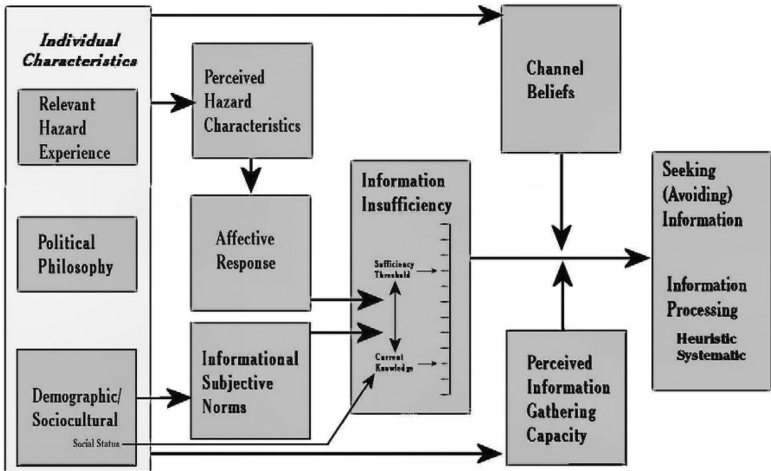 Individual
Characteristics
Relevant
Hazard
Experience
Political
Philosophy
Demographic/
Sociocultural
Social Status
Perceived
Hazard
Characteristics
Affective
Response
Informational
Subjective
Norms
Information
Insufficiency
Sufficiency
Threshold
Current
Knowledge
Channel
Beliefs
Perceived
Information
Gathering
Capacity
Seeking
(Avoiding)
Information
Information
Processing
Heuristic
Systematic